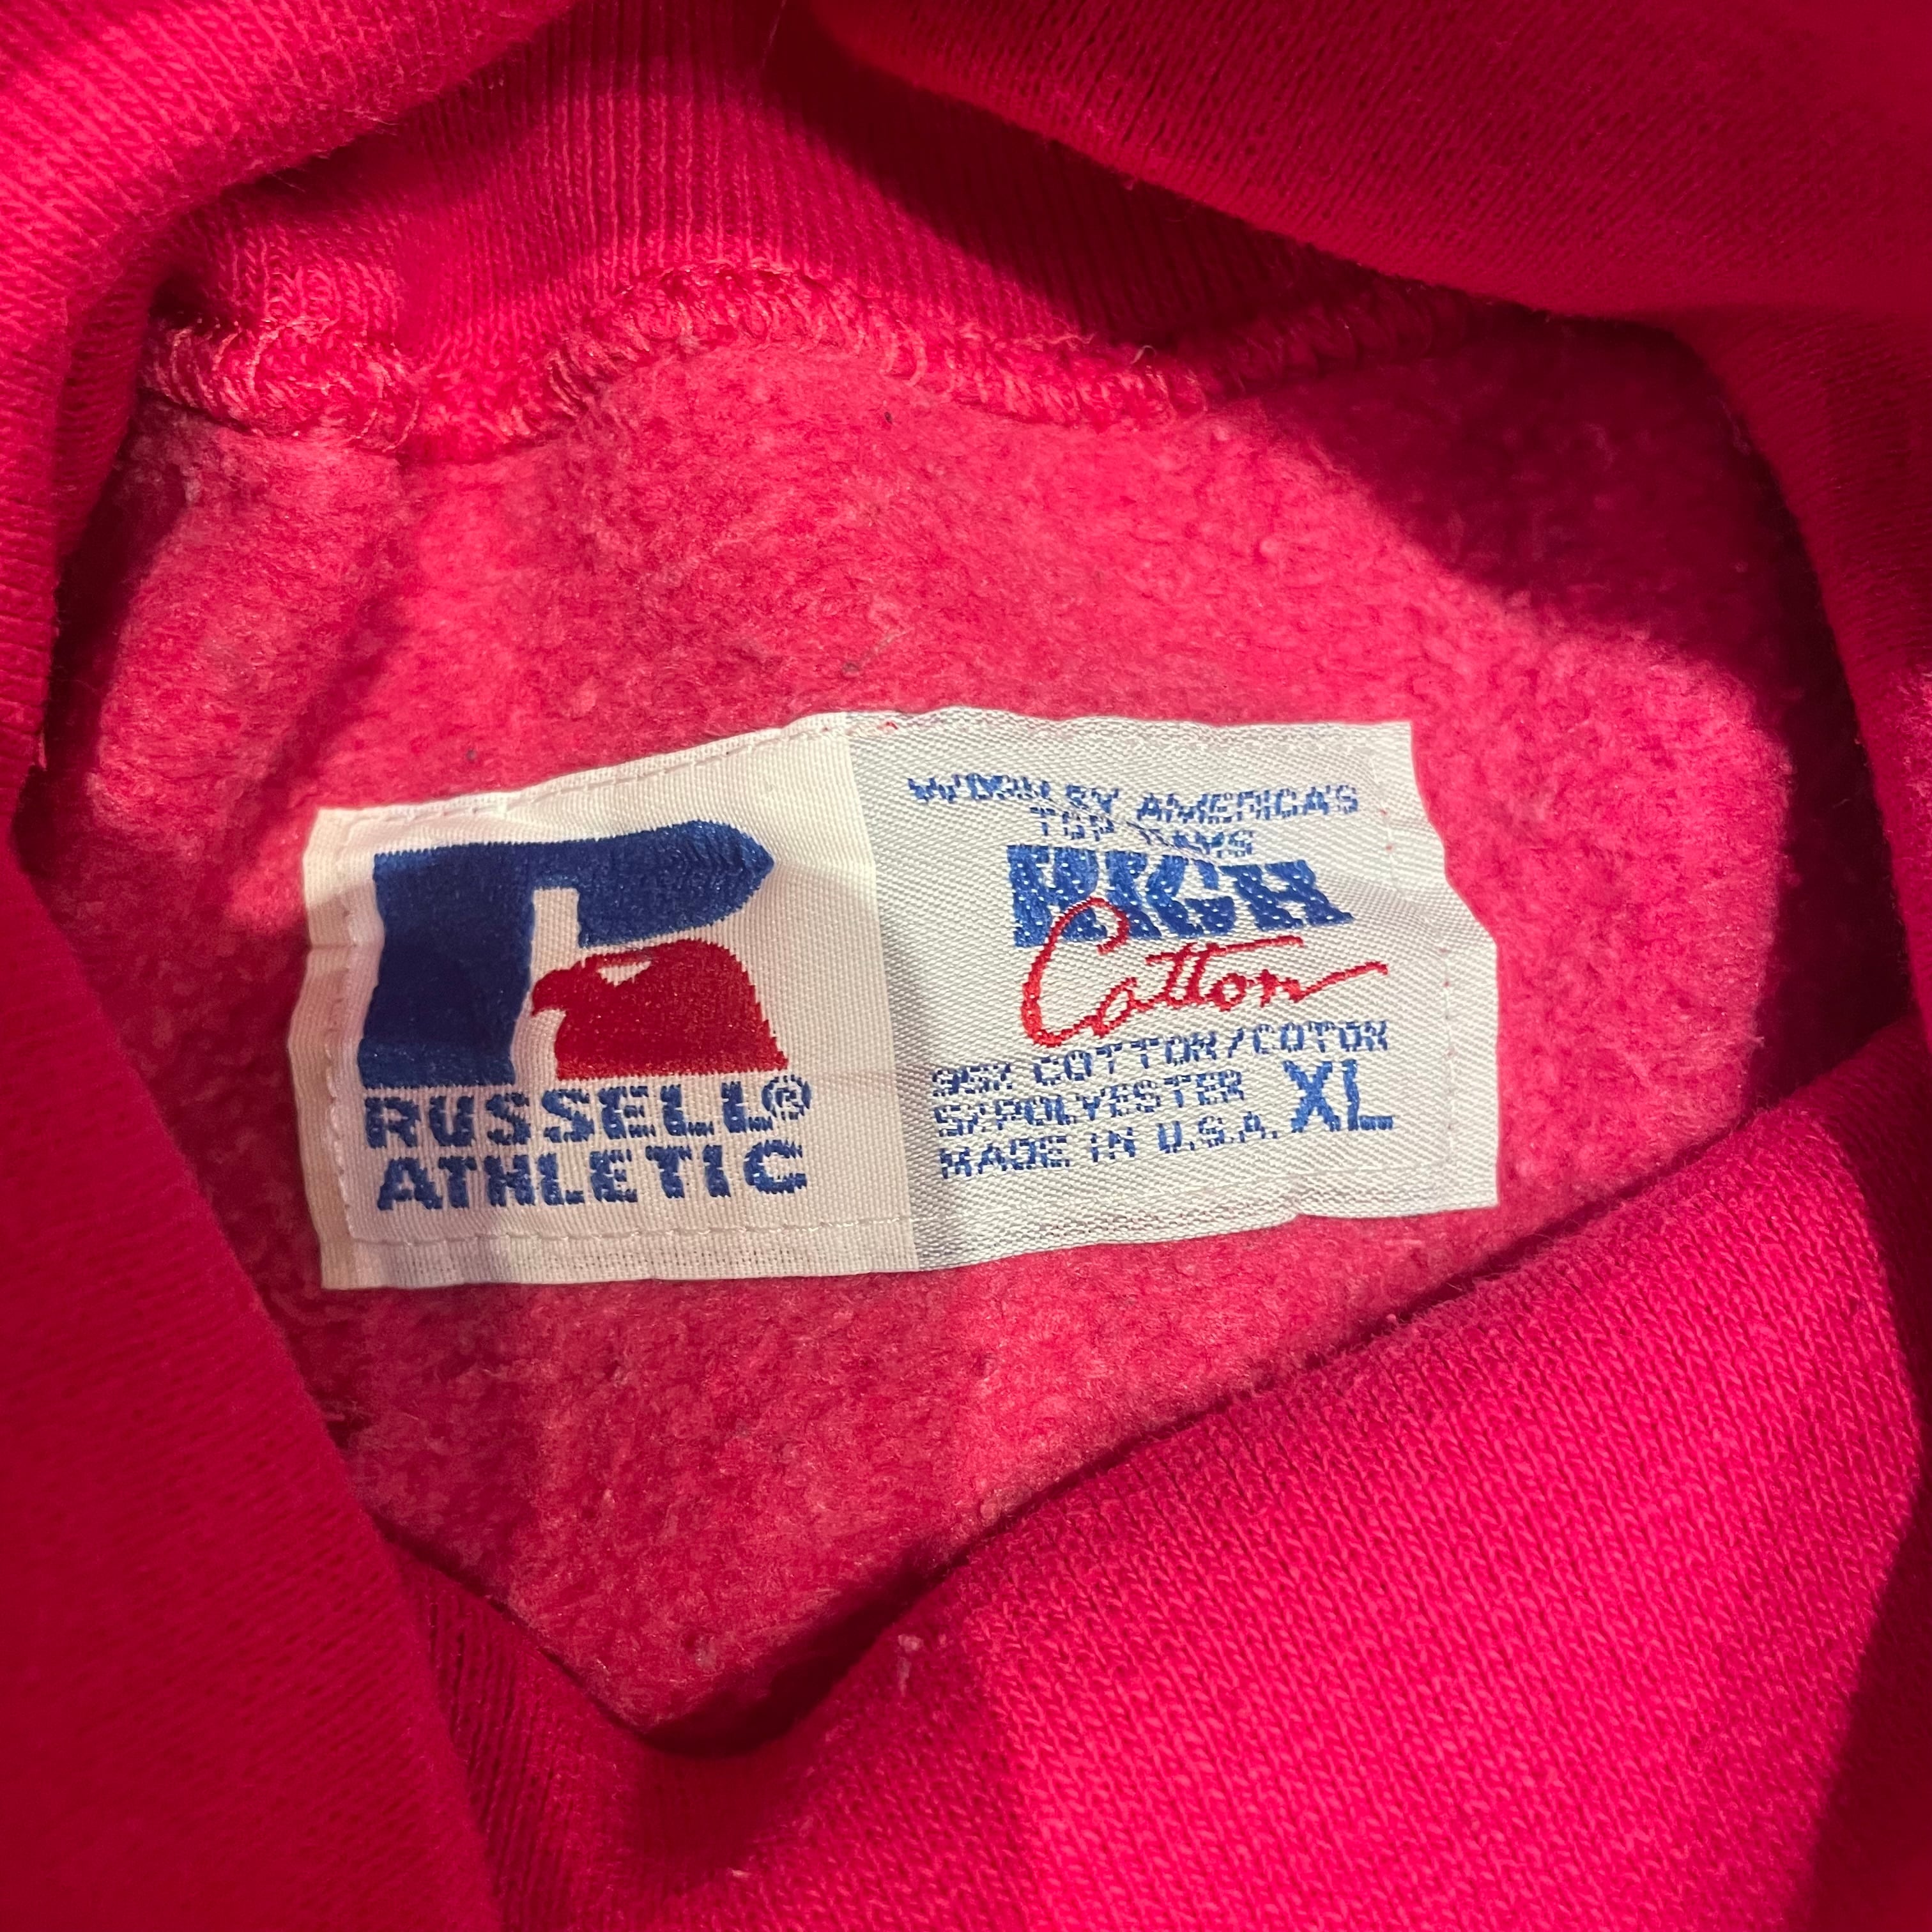 RUSSELL®
ATHLETIC
WORN BY AMERICA'S
TOP TEAMS
HIGH
Cotton
95% COTTON/COTON
5% POLYESTER
MADE IN U.S.A. XL